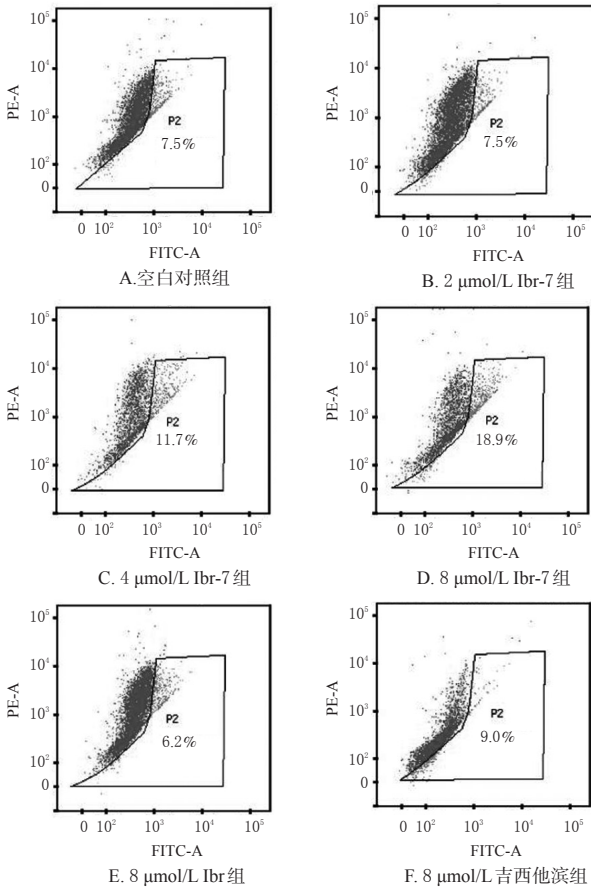 PE-A
10⁵
10⁴
10³
10²
0
P2
7.5%
0 10² 10³ 10⁴ 10⁵
FITC-A
A.空白对照组
PE-A
10⁵
10⁴
10³
10²
0
P2
7.5%
0 10² 10³ 10⁴ 10⁵
FITC-A
B. 2 μmol/L Ibr-7组
PE-A
10⁵
10⁴
10³
10²
0
P2
11.7%
0 10² 10³ 10⁴ 10⁵
FITC-A
C. 4 μmol/L Ibr-7组
PE-A
10⁵
10⁴
10³
10²
0
P2
18.9%
0 10² 10³ 10⁴ 10⁵
FITC-A
D. 8 μmol/L Ibr-7组
PE-A
10⁵
10⁴
10³
10²
0
P2
6.2%
0 10² 10³ 10⁴ 10⁵
FITC-A
E. 8 μmol/L Ibr组
PE-A
10⁵
10⁴
10³
10²
0
P2
9.0%
0 10² 10³ 10⁴ 10⁵
FITC-A
F. 8 μmol/L 吉西他滨组